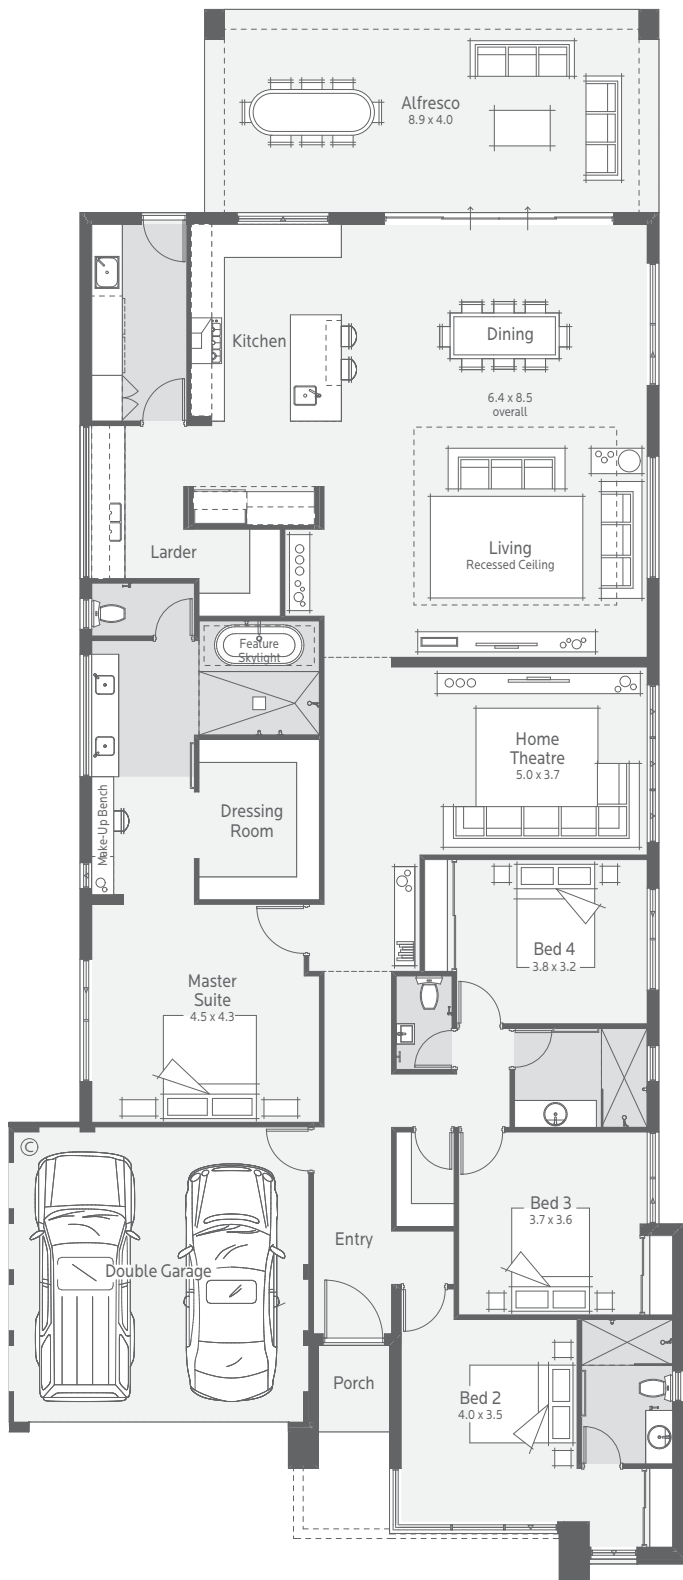 Alfresco
8.9 x 4.0
Kitchen
Dining
6.4 x 8.5
overall
Larder
Living
Recessed Ceiling
Feature
Skylight
Home
Theatre
5.0 x 3.7
Make-Up Bench
Dressing
Room
Bed 4
3.8 x 3.2
Master
Suite
4.5 x 4.3
©
Bed 3
3.7 x 3.6
Entry
Double Garage
Porch
Bed 2
4.0 x 3.5